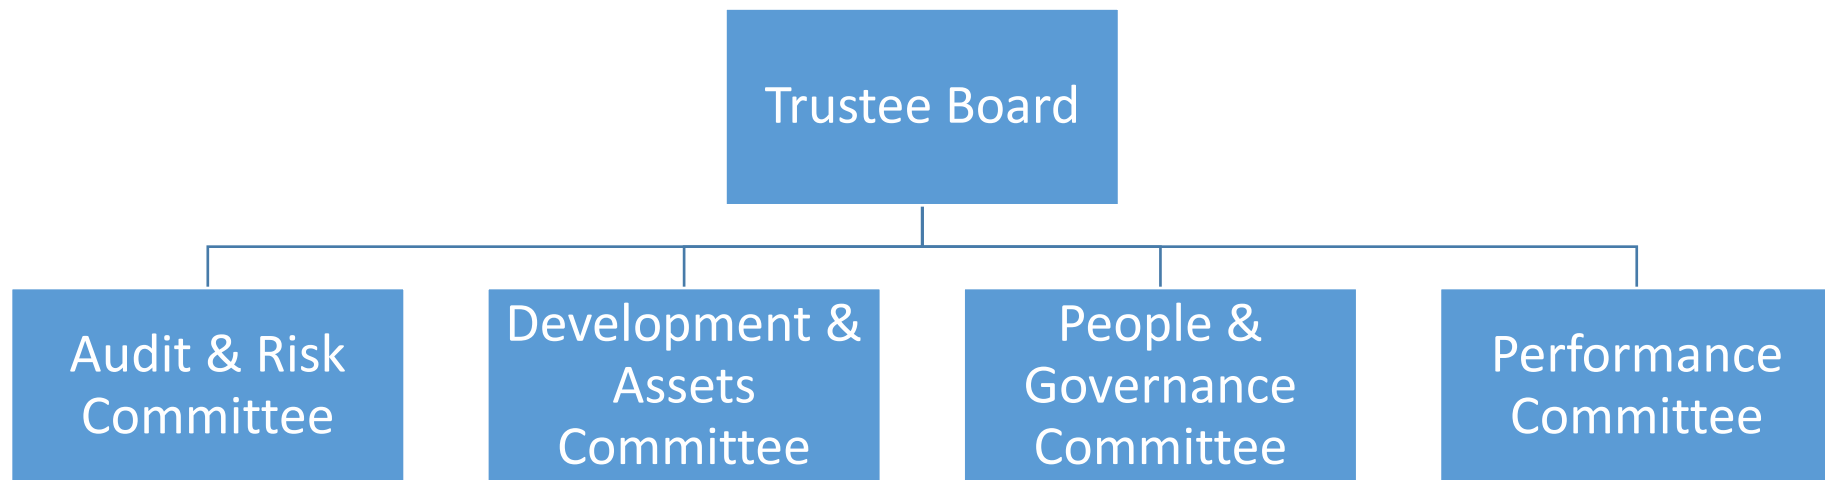 Trustee Board
Audit & Risk
Committee
Development &
Assets
Committee
People &
Governance
Committee
Performance
Committee